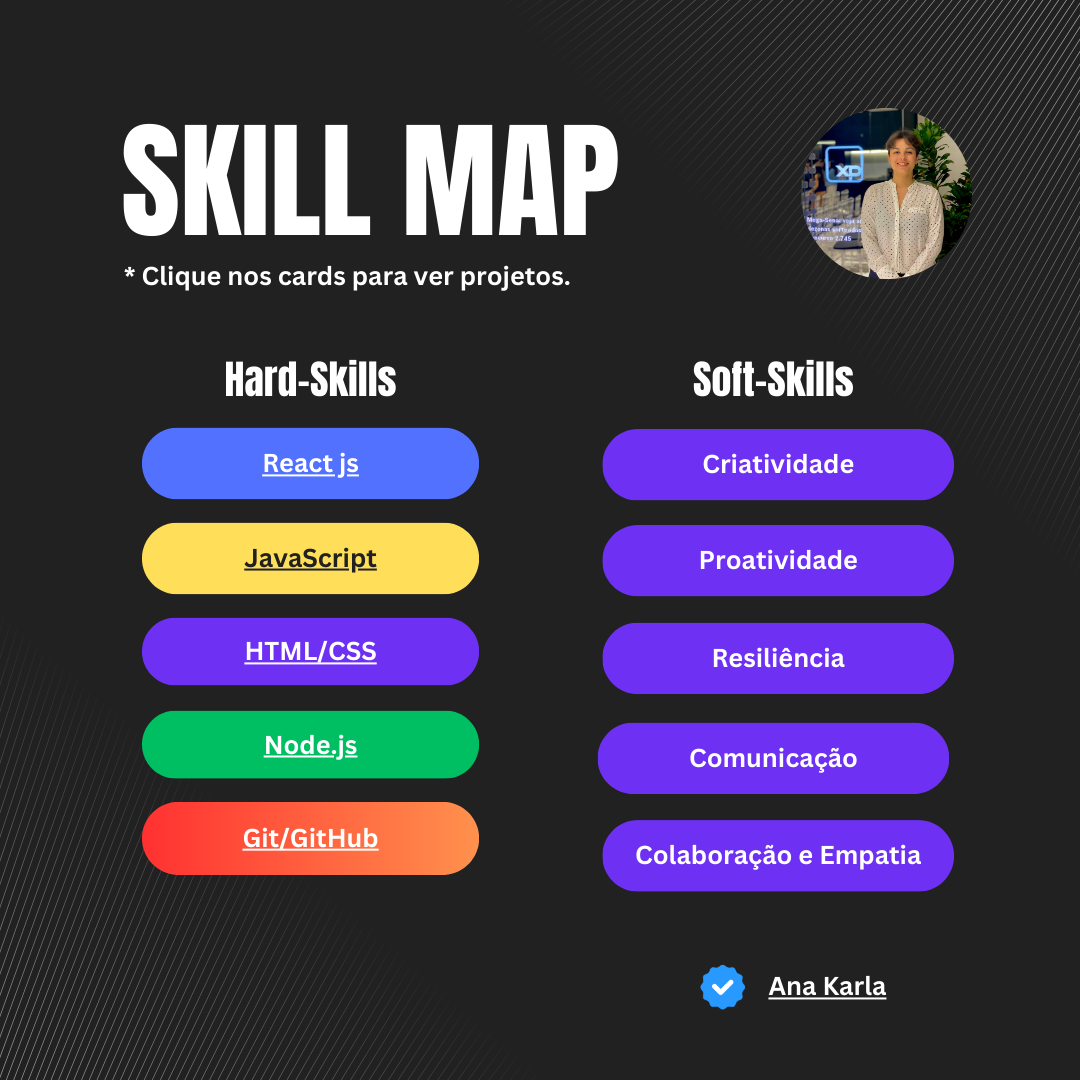 SKILL MAP
* Clique nos cards para ver projetos.
xp
Hard-Skills
React js
JavaScript
HTML/CSS
Node.js
Git/GitHub
Soft-Skills
Criatividade
Proatividade
Resiliência
Comunicação
Colaboração e Empatia
Ana Karla